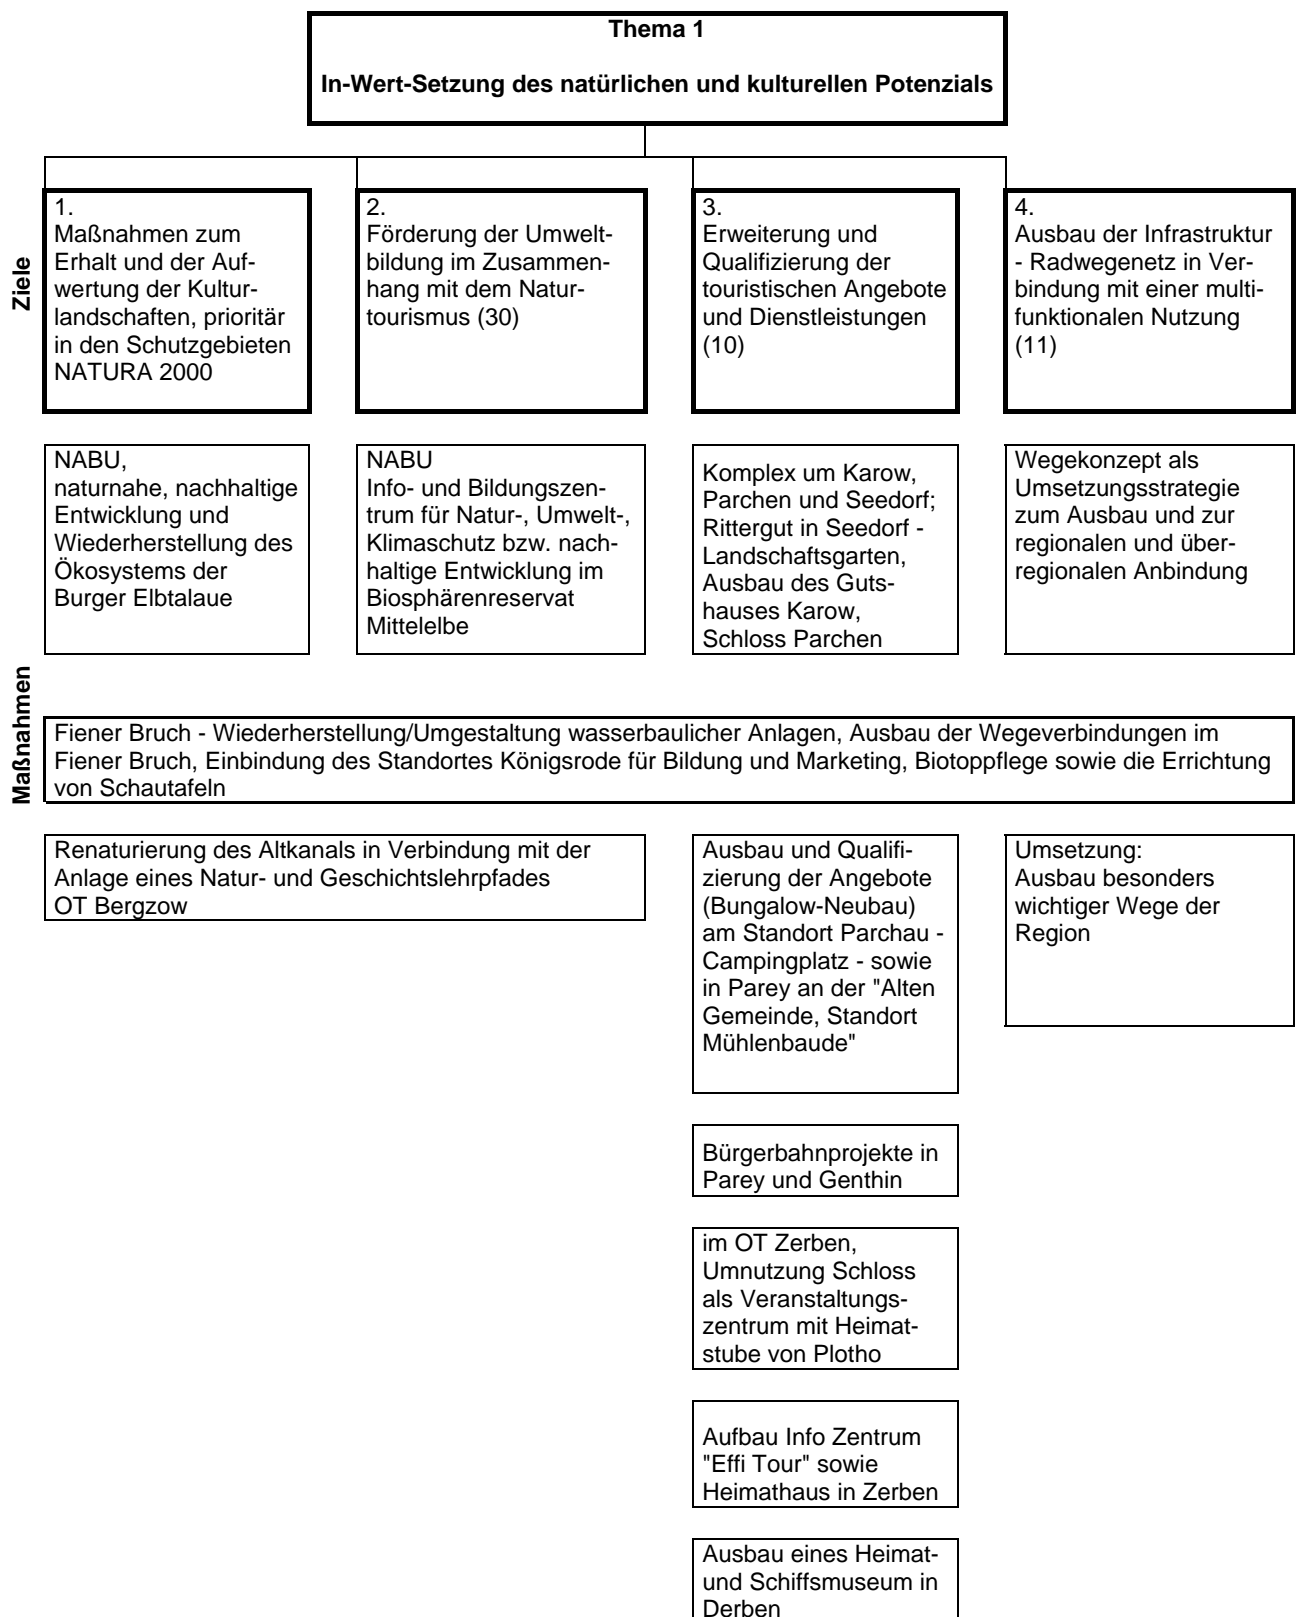 Thema 1
In-Wert-Setzung des natürlichen und kulturellen Potenzials
Ziele
1.
Maßnahmen zum
Erhalt und der Auf-
wertung der Kultur-
landschaften, prioritär
in den Schutzgebieten
NATURA 2000
2.
Förderung der Umwelt-
bildung im Zusammen-
hang mit dem Natur-
tourismus (30)
3.
Erweiterung und
Qualifizierung der
touristischen Angebote
und Dienstleistungen
(10)
4.
Ausbau der Infrastruktur
- Radwegenetz in Ver-
bindung mit einer multi-
funktionalen Nutzung
(11)
Maßnahmen
NABU,
naturnahe, nachhaltige
Entwicklung und
Wiederherstellung des
Ökosystems der
Burger Elbtalaue
NABU
Info- und Bildungszen-
trum für Natur-, Umwelt-,
Klimaschutz bzw. nach-
haltige Entwicklung im
Biosphärenreservat
Mittelelbe
Komplex um Karow,
Parchen und Seedorf;
Rittergut in Seedorf -
Landschaftsgarten,
Ausbau des Guts-
hauses Karow,
Schloss Parchen
Wegekonzept als
Umsetzungsstrategie
zum Ausbau und zur
regionalen und über-
regionalen Anbindung
Fiener Bruch - Wiederherstellung/Umgestaltung wasserbaulicher Anlagen, Ausbau der Wegeverbindungen im
Fiener Bruch, Einbindung des Standortes Königsrode für Bildung und Marketing, Biotoppflege sowie die Errichtung
von Schautafeln
Renaturierung des Altkanals in Verbindung mit der
Anlage eines Natur- und Geschichtslehrpfades
OT Bergzow
Ausbau und Qualifi-
zierung der Angebote
(Bungalow-Neubau)
am Standort Parchau -
Campingplatz - sowie
in Parey an der "Alten
Gemeinde, Standort
Mühlenbaude"
Umsetzung:
Ausbau besonders
wichtiger Wege der
Region
Bürgerbahnprojekte in
Parey und Genthin
im OT Zerben,
Umnutzung Schloss
als Veranstaltungs-
zentrum mit Heimat-
stube von Plotho
Aufbau Info Zentrum
"Effi Tour" sowie
Heimathaus in Zerben
Ausbau eines Heimat-
und Schiffsmuseum in
Derben